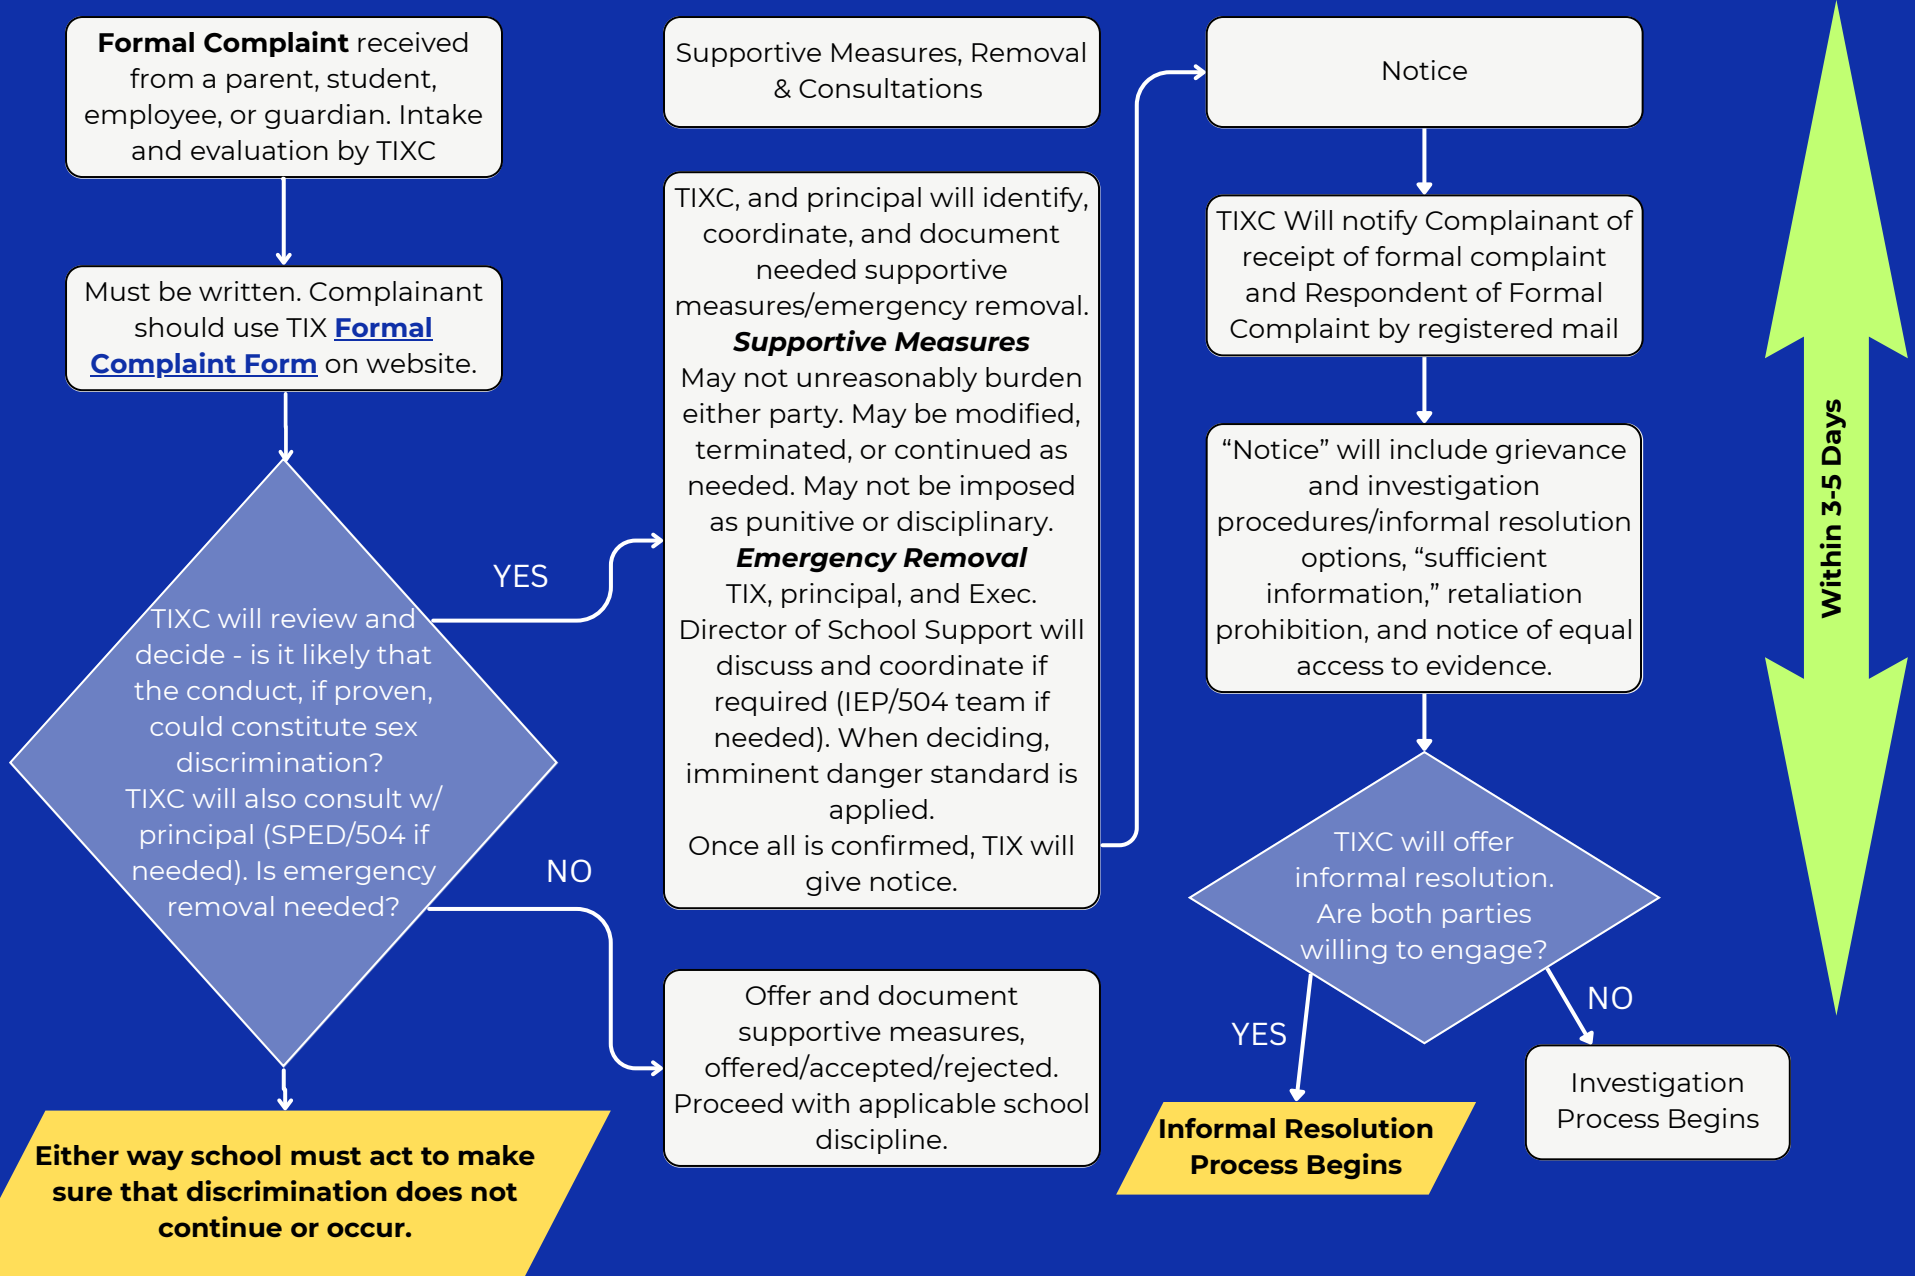 Formal Complaint received
from a parent, student,
employee, or guardian. Intake
and evaluation by TIXC
Must be written. Complainant
should use TIX Formal
Complaint Form on website.
TIXC will review and
decide - is it likely that
the conduct, if proven,
could constitute sex
discrimination?
TIXC will also consult w/
principal (SPED/504 if
needed). Is emergency
removal needed?
YES
NO
Either way school must act to make
sure that discrimination does not
continue or occur.
Supportive Measures, Removal
& Consultations
TIXC, and principal will identify,
coordinate, and document
needed supportive
measures/emergency removal.
Supportive Measures
May not unreasonably burden
either party. May be modified,
terminated, or continued as
needed. May not be imposed
as punitive or disciplinary.
Emergency Removal
TIX, principal, and Exec.
Director of School Support will
discuss and coordinate if
required (IEP/504 team if
needed). When deciding,
imminent danger standard is
applied.
Once all is confirmed, TIX will
give notice.
Offer and document
supportive measures,
offered/accepted/rejected.
Proceed with applicable school
discipline.
Notice
TIXC Will notify Complainant of
receipt of formal complaint
and Respondent of Formal
Complaint by registered mail
“Notice” will include grievance
and investigation
procedures/informal resolution
options, “sufficient
information,” retaliation
prohibition, and notice of equal
access to evidence.
TIXC will offer
informal resolution.
Are both parties
willing to engage?
YES
NO
Informal Resolution
Process Begins
Investigation
Process Begins
Within 3-5 Days